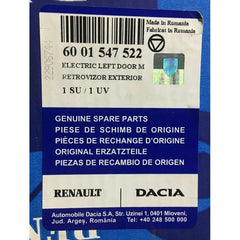 Made in Romania
Fabricat in Romania
60 01 547 522
ELECTRIC LEFT DOOR M
RETROVIZOR EXTERIOR
1 SU / 1 UV
GENUINE SPARE PARTS
PIESE DE SCHIMB DE ORIGINE
PIÈCES DE RECHANGE D'ORIGINE
ORIGINAL ERSATZTEILE
PIEZAS DE RECAMBIO DE ORIGEN
RENAULT DACIA
Automobile Dacia S.A, Str. Uzinei 1, 0401 Mioveni,
Jud. Argeș, România Tel: +40 248 500 000